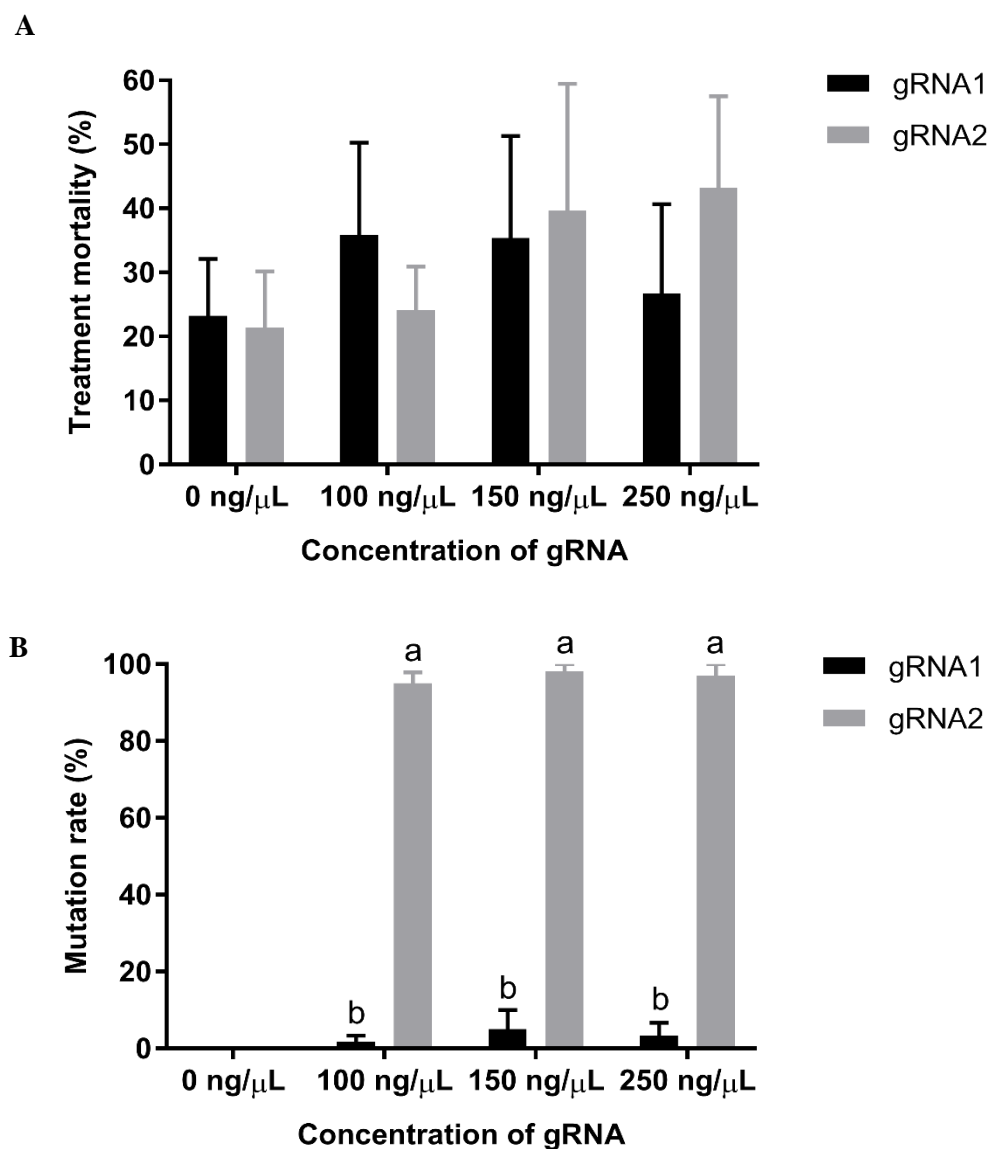 A
60
50
40
30
20
10
0
Treatment mortality (%)
0 ng/μL 100 ng/μL 150 ng/μL 250 ng/μL
Concentration of gRNA
gRNA1
gRNA2
B
100
80
60
40
20
0
Mutation rate (%)
a a a
b b b
0 ng/μL 100 ng/μL 150 ng/μL 250 ng/μL
Concentration of gRNA
gRNA1
gRNA2